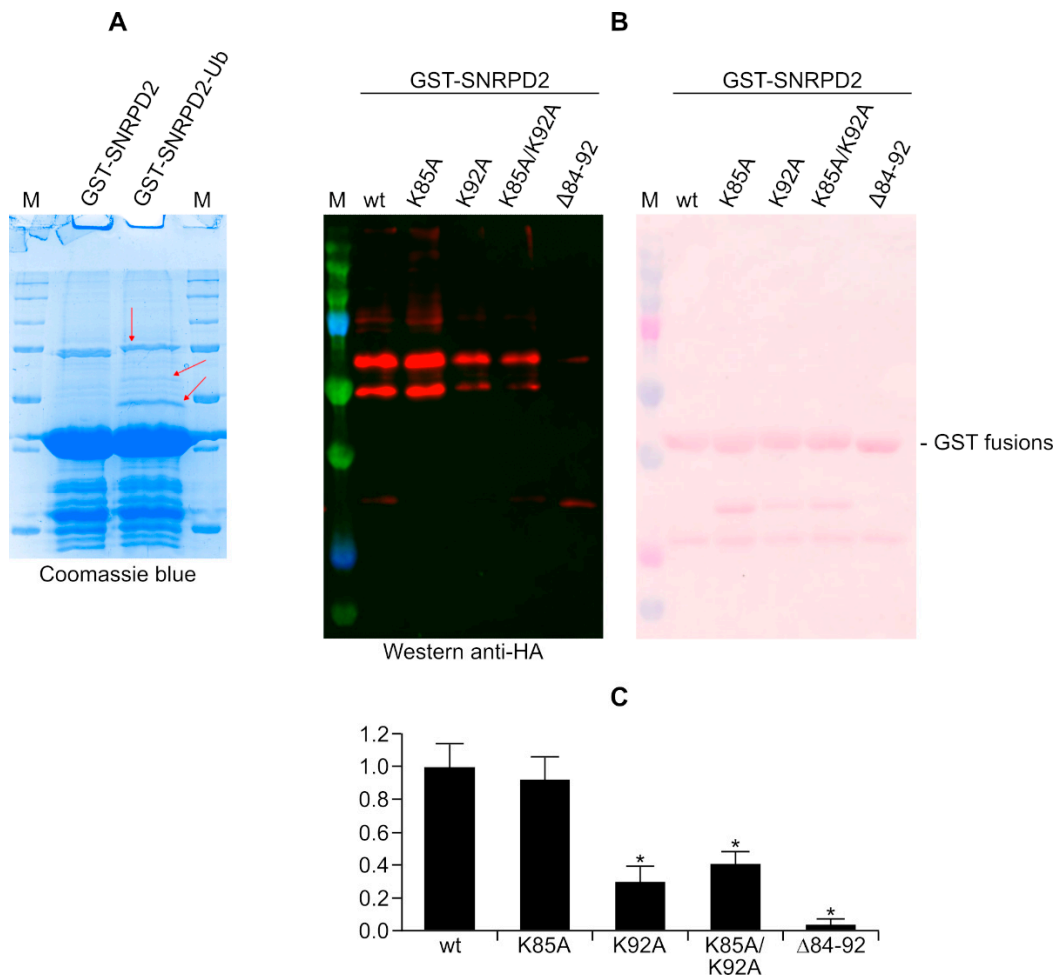 A
B
GST-SNRPD2
GST-SNRPD2-Ub
M
M
Coomassie blue
GST-SNRPD2
M
wt
K85A
K92A
K85A/K92A
Δ84-92
Western anti-HA
GST-SNRPD2
M
wt
K85A
K92A
K85A/K92A
Δ84-92
- GST fusions
C
1.2
1.0
0.8
0.6
0.4
0.2
0.0
*
*
*
wt
K85A
K92A
K85A/
K92A
Δ84-92